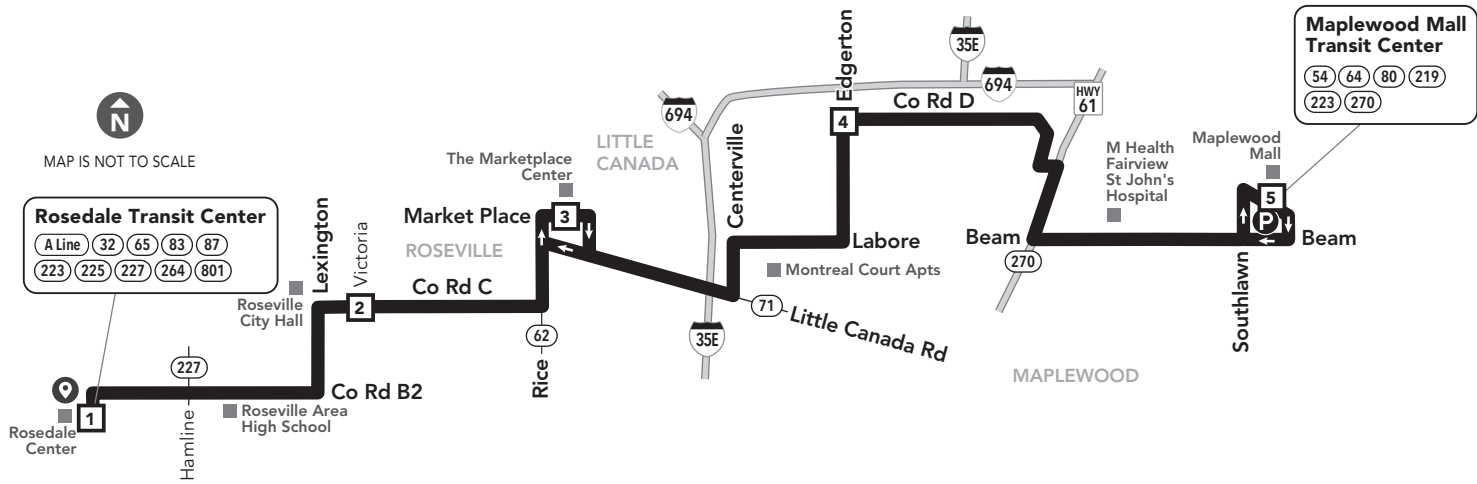 N
MAP IS NOT TO SCALE
Rosedale Transit Center
A Line 32 65 83 87
223 225 227 264 801
Rosedale
Center
1
227
Hamline
Roseville Area
High School
Co Rd B2
Roseville
City Hall
Lexington
Victoria
2
Co Rd C
ROSEVILLE
Market Place
The Marketplace
Center
3
62
Rice
LITTLE
CANADA
694
35E
Centerville
71
Little Canada Rd
Montreal Court Apts
Labore
Edgerton
4
Co Rd D
35E
694
HWY
61
M Health
Fairview
St John's
Hospital
Beam
270
MAPLEWOOD
Southlawn
Maplewood
Mall
5
P
Beam
Maplewood Mall
Transit Center
54 64 80 219
223 270